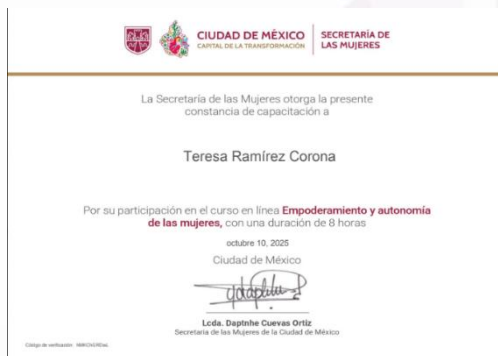 CIUDAD DE MÉXICO
CAPITAL DE LA TRANSFORMACIÓN
SECRETARÍA DE
LAS MUJERES
La Secretaría de las Mujeres otorga la presente
constancia de capacitación a
Teresa Ramírez Corona
Por su participación en el curso en línea Empoderamiento y autonomía
de las mujeres, con una duración de 8 horas
octubre 10, 2025
Ciudad de México
Lcda. Daptnhe Cuevas Ortiz
Secretaria de las Mujeres de la Ciudad de México
Código de verificación: